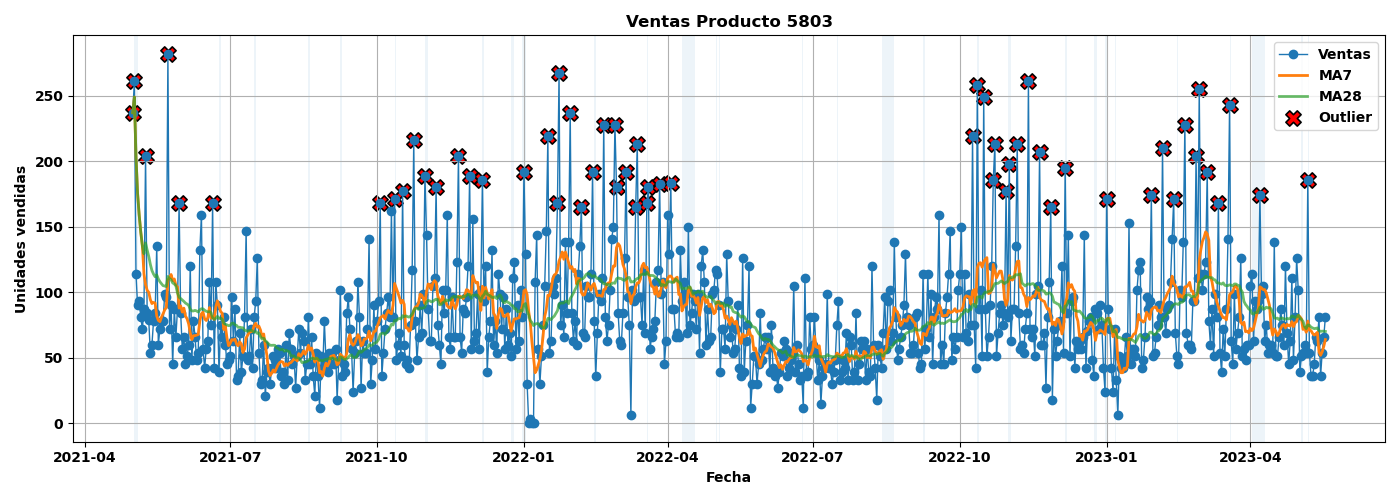 Ventas Producto 5803
Unidades vendidas
250
200
150
100
50
0
2021-04
2021-07
2021-10
2022-01
2022-04
2022-07
2022-10
2023-01
2023-04
Fecha
Ventas
MA7
MA28
Outlier